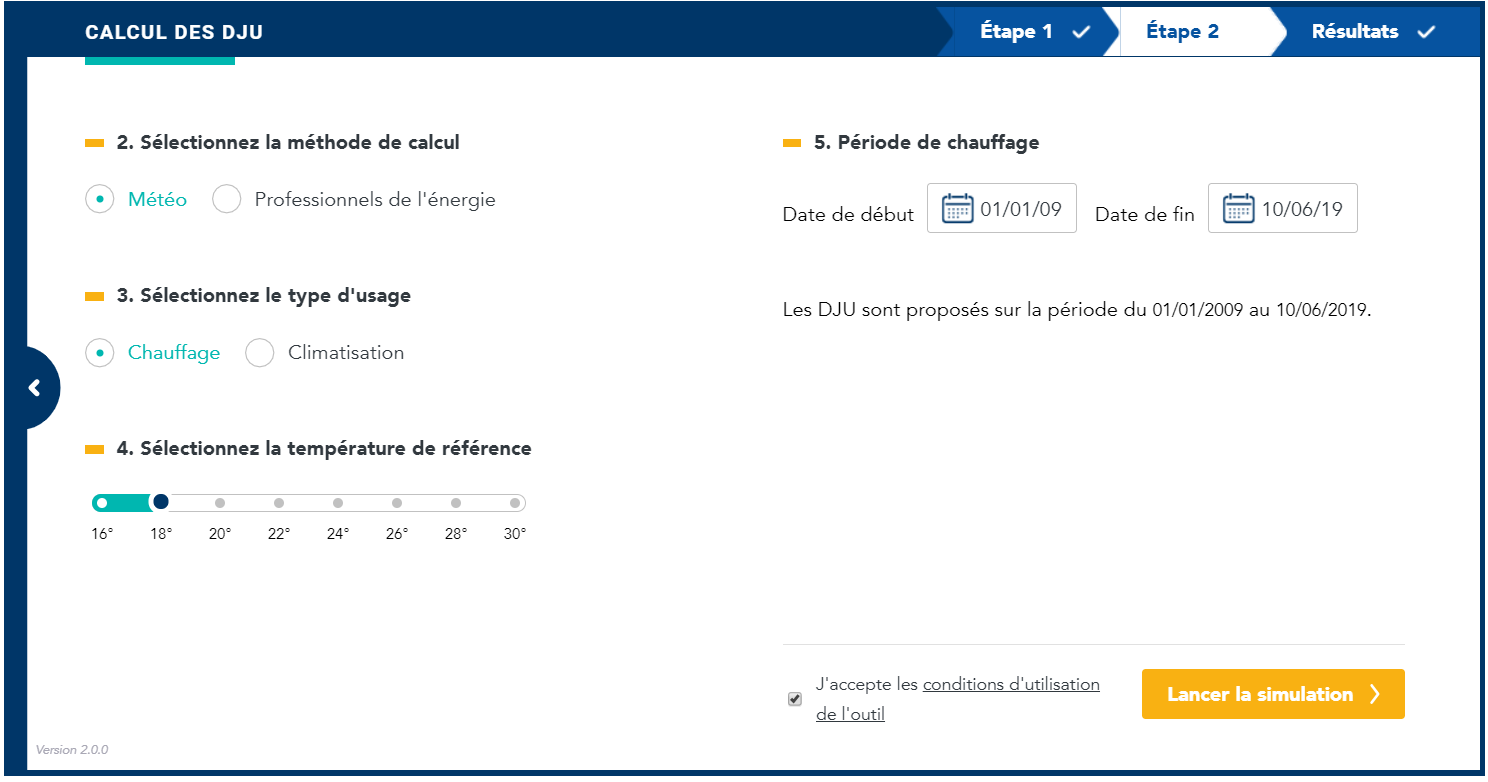 CALCUL DES DJU
Étape 1
Étape 2
Résultats
2. Sélectionnez la méthode de calcul
Météo Professionnels de l'énergie
3. Sélectionnez le type d'usage
Chauffage Climatisation
4. Sélectionnez la température de référence
16° 18° 20° 22° 24° 26° 28° 30°
5. Période de chauffage
Date de début 01/01/09 Date de fin 10/06/19
Les DJU sont proposés sur la période du 01/01/2009 au 10/06/2019.
J'accepte les conditions d'utilisation
de l'outil
Lancer la simulation
Version 2.0.0